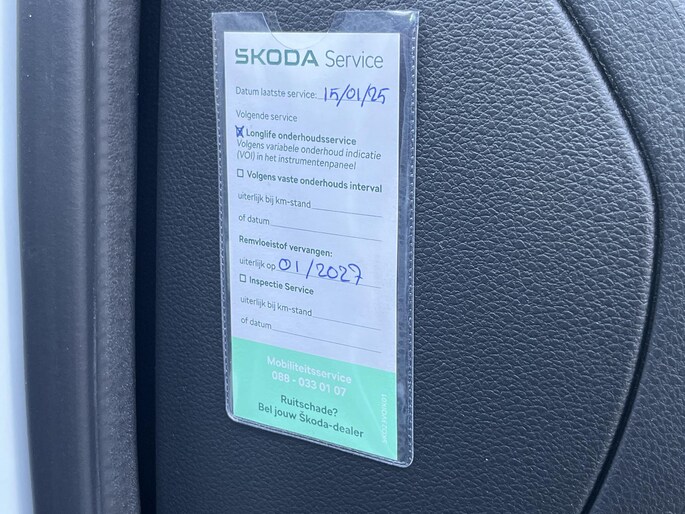 ŠKODA Service
Datum laatste service: 15/01/25
Volgende service
Longlife onderhoudsservice
Volgens variabele onderhoud indicatie
(VOI) in het instrumentenpaneel
Volgens vaste onderhouds interval
uiterlijk bij km-stand
of datum
Remvloeistof vervangen:
uiterlijk op 01/2027
Inspectie Service
uiterlijk bij km-stand
of datum
Mobiliteitsservice
088 - 033 01 07
Ruitschade?
Bel jouw Škoda-dealer